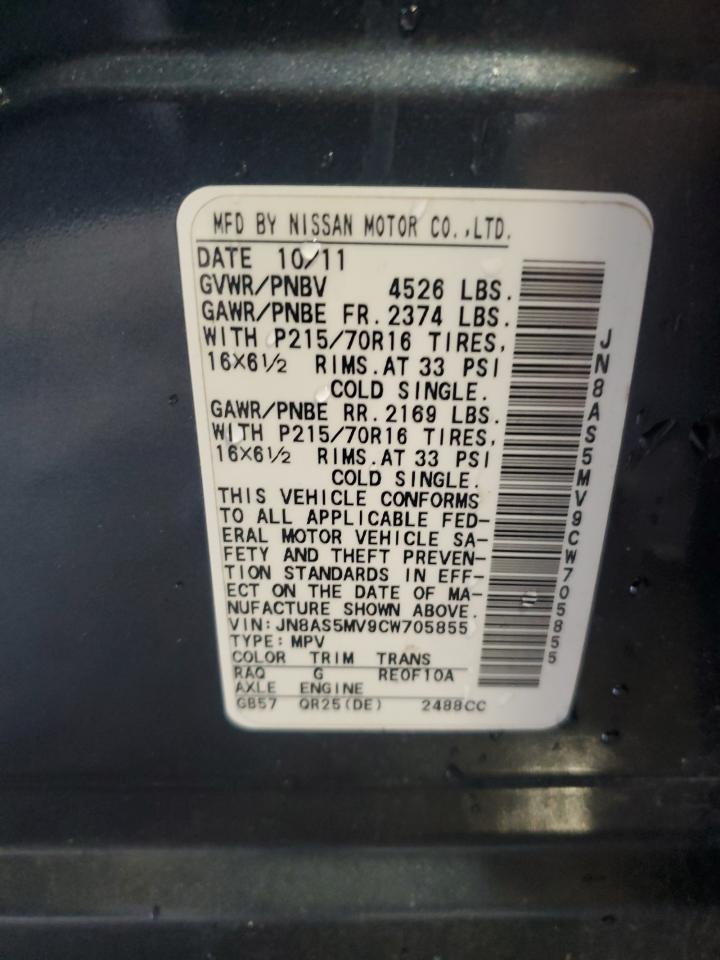 MFD BY NISSAN MOTOR CO.,LTD.
DATE 10/11
GVWR/PNBV 4526 LBS.
GAWR/PNBE FR.2374 LBS.
WITH P215/70R16 TIRES,
16X6½ RIMS.AT 33 PSI
COLD SINGLE.
GAWR/PNBE RR.2169 LBS.
WITH P215/70R16 TIRES,
16X6½ RIMS.AT 33 PSI
COLD SINGLE.
THIS VEHICLE CONFORMS
TO ALL APPLICABLE FED-
ERAL MOTOR VEHICLE SA-
FETY AND THEFT PREVEN-
TION STANDARDS IN EFF-
ECT ON THE DATE OF MA-
NUFACTURE SHOWN ABOVE.
VIN:JN8AS5MV9CW705855
TYPE:MPV
COLOR TRIM TRANS
RAQ G RE0F10A
AXLE ENGINE
GB57 QR25(DE) 2488CC
JN8AS5MV9CW705855